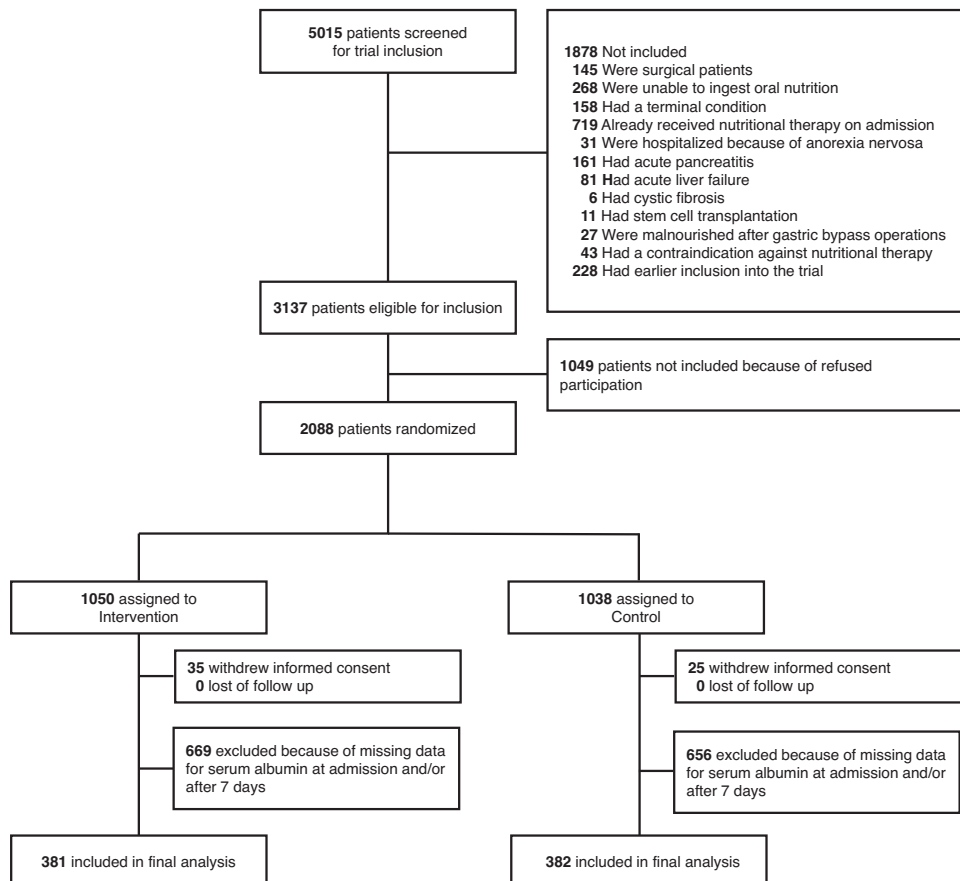 5015 patients screened
for trial inclusion
1878 Not included
145 Were surgical patients
268 Were unable to ingest oral nutrition
158 Had a terminal condition
719 Already received nutritional therapy on admission
31 Were hospitalized because of anorexia nervosa
161 Had acute pancreatitis
81 Had acute liver failure
6 Had cystic fibrosis
11 Had stem cell transplantation
27 Were malnourished after gastric bypass operations
43 Had a contraindication against nutritional therapy
228 Had earlier inclusion into the trial
3137 patients eligible for inclusion
1049 patients not included because of refused
participation
2088 patients randomized
1050 assigned to
Intervention
1038 assigned to
Control
35 withdrew informed consent
0 lost of follow up
25 withdrew informed consent
0 lost of follow up
669 excluded because of missing data
for serum albumin at admission and/or
after 7 days
656 excluded because of missing data
for serum albumin at admission and/or
after 7 days
381 included in final analysis
382 included in final analysis